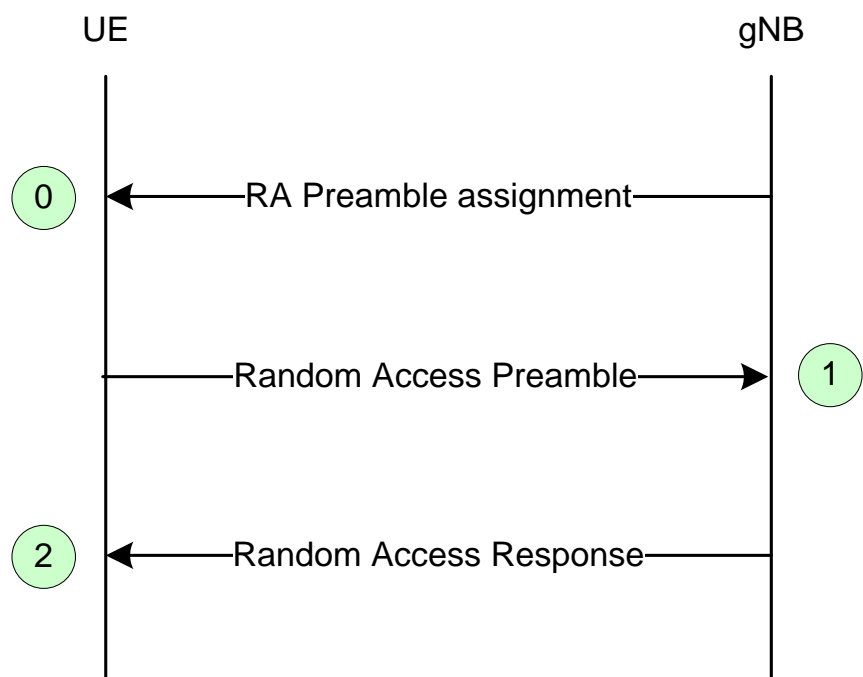 UE
gNB
0
RA Preamble assignment
Random Access Preamble
1
2
Random Access Response